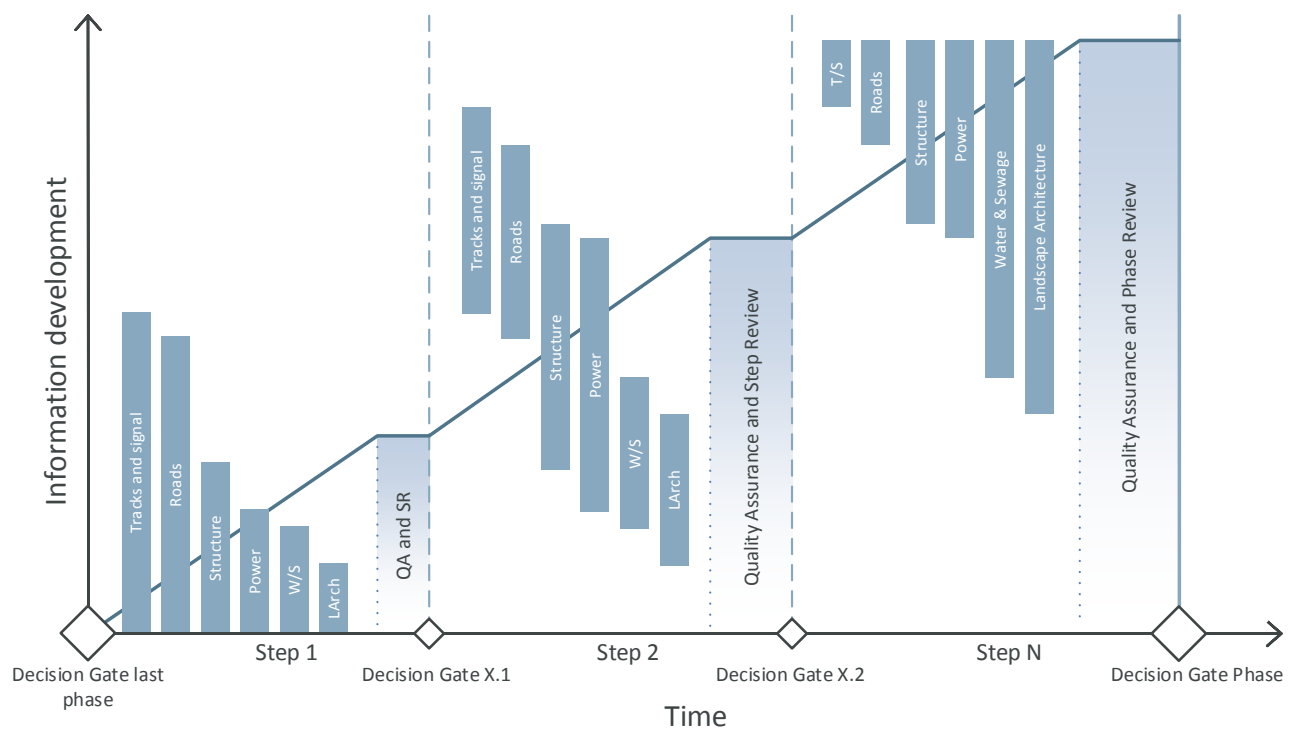 Information development
Tracks and signal
Roads
Structure
Power
W/S
LArch
QA and SR
Tracks and signal
Roads
Structure
Power
W/S
LArch
Quality Assurance and Step Review
T/S
Roads
Structure
Power
Water & Sewage
Landscape Architecture
Quality Assurance and Phase Review
Step 1
Step 2
Step N
Decision Gate last
phase
Decision Gate X.1
Decision Gate X.2
Decision Gate Phase
Time